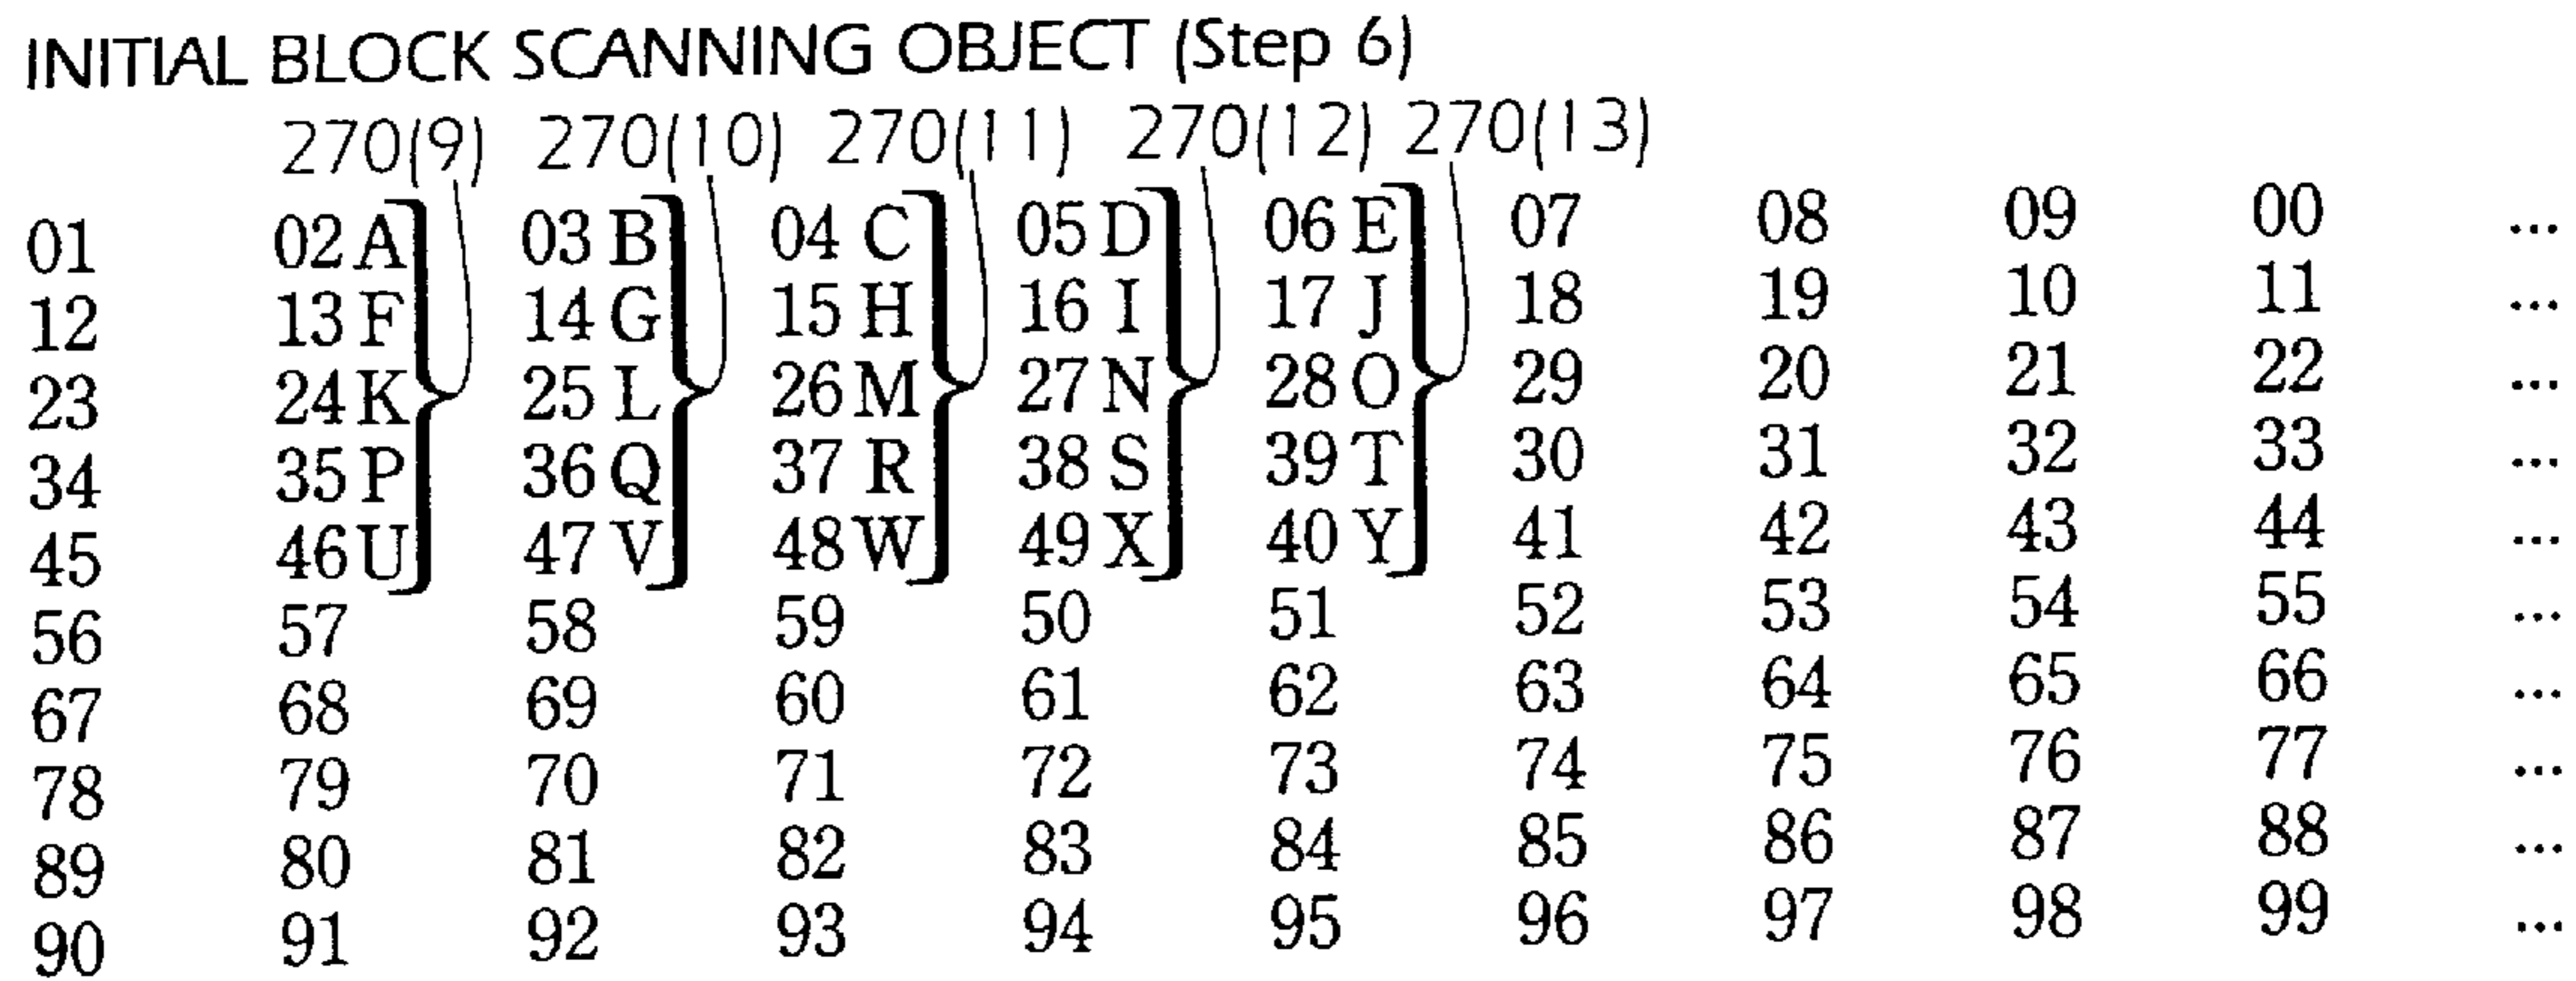 INITIAL BLOCK SCANNING OBJECT (Step 6)
270(9) 270(10) 270(11) 270(12) 270(13)
01 02 A 03 B 04 C 05 D 06 E 07 08 09 00 ...
12 13 F 14 G 15 H 16 I 17 J 18 19 10 11 ...
23 24 K 25 L 26 M 27 N 28 O 29 20 21 22 ...
34 35 P 36 Q 37 R 38 S 39 T 30 31 32 33 ...
45 46 U 47 V 48 W 49 X 40 Y 41 42 43 44 ...
56 57 58 59 50 51 52 53 54 55 ...
67 68 69 60 61 62 63 64 65 66 ...
78 79 70 71 72 73 74 75 76 77 ...
89 80 81 82 83 84 85 86 87 88 ...
90 91 92 93 94 95 96 97 98 99 ...